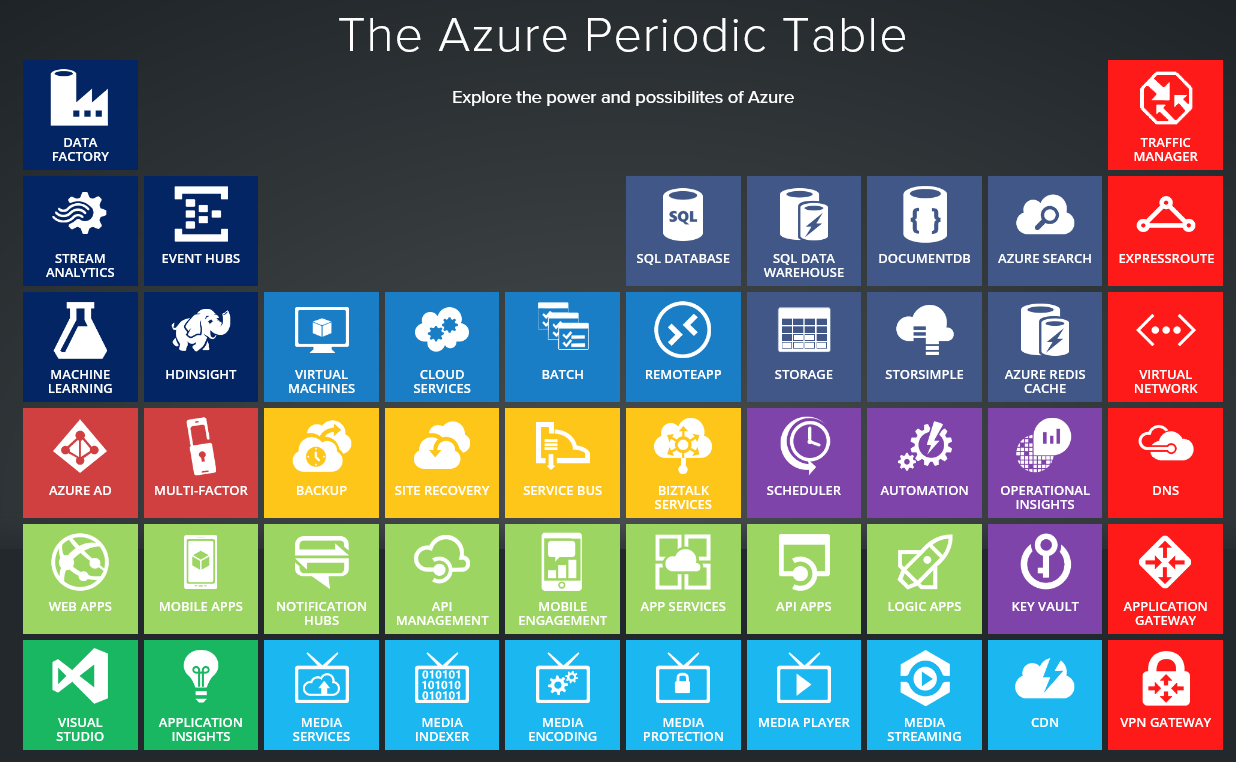 The Azure Periodic Table
Explore the power and possibilites of Azure
DATA
FACTORY
TRAFFIC
MANAGER
STREAM
ANALYTICS
EVENT HUBS
SQL
SQL DATABASE
SQL DATA
WAREHOUSE
{ }
DOCUMENTDB
AZURE SEARCH
EXPRESSROUTE
MACHINE
LEARNING
HDINSIGHT
VIRTUAL
MACHINES
CLOUD
SERVICES
BATCH
REMOTEAPP
STORAGE
STORSIMPLE
AZURE REDIS
CACHE
VIRTUAL
NETWORK
AZURE AD
MULTI-FACTOR
BACKUP
SITE RECOVERY
SERVICE BUS
BIZTALK
SERVICES
SCHEDULER
AUTOMATION
OPERATIONAL
INSIGHTS
DNS
WEB APPS
MOBILE APPS
NOTIFICATION
HUBS
API
MANAGEMENT
MOBILE
ENGAGEMENT
APP SERVICES
API APPS
LOGIC APPS
KEY VAULT
APPLICATION
GATEWAY
VISUAL
STUDIO
APPLICATION
INSIGHTS
MEDIA
SERVICES
010101
101010
010101
MEDIA
INDEXER
MEDIA
ENCODING
MEDIA
PROTECTION
MEDIA PLAYER
MEDIA
STREAMING
CDN
VPN GATEWAY